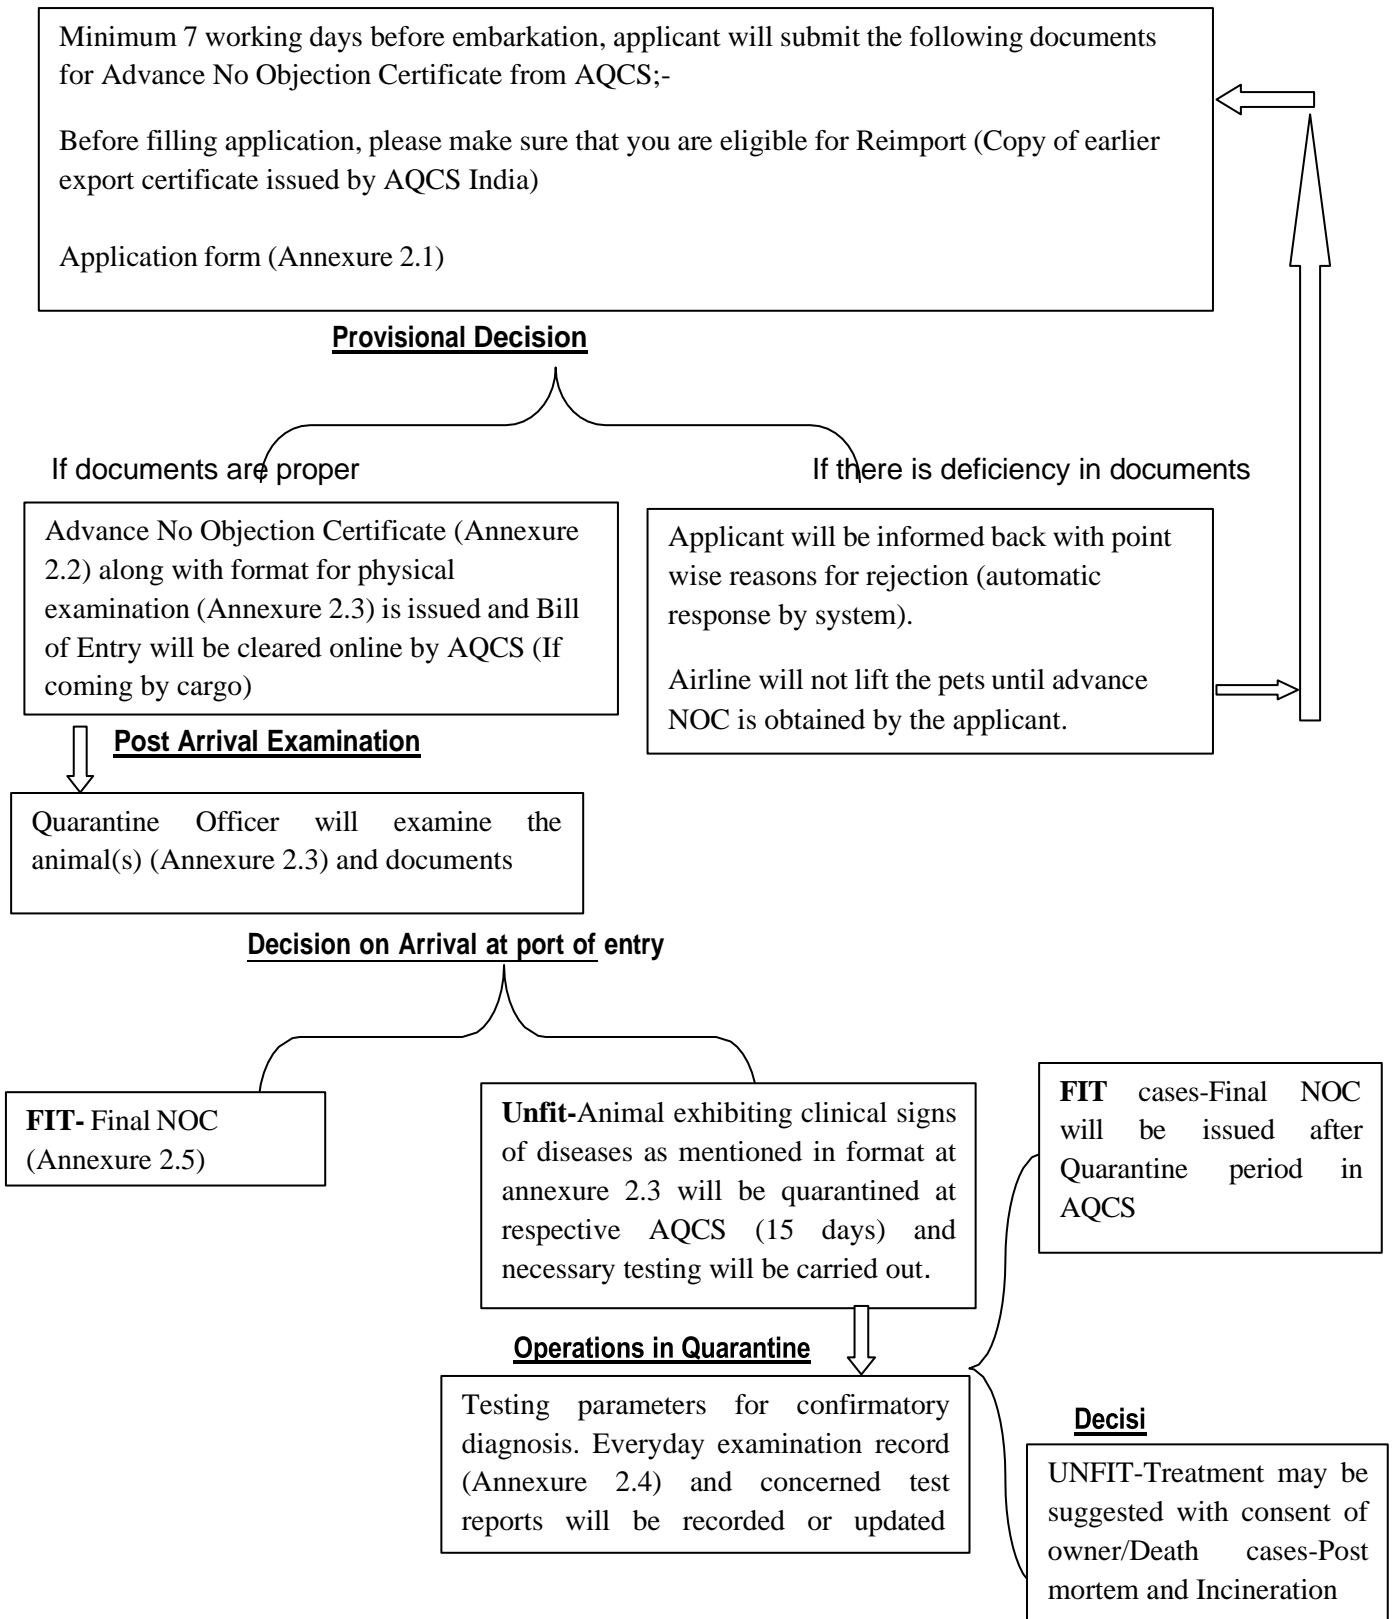 Minimum 7 working days before embarkation, applicant will submit the following documents
for Advance No Objection Certificate from AQCS;-
Before filling application, please make sure that you are eligible for Reimport (Copy of earlier
export certificate issued by AQCS India)
Application form (Annexure 2.1)
Provisional Decision
If documents are proper
Advance No Objection Certificate (Annexure
2.2) along with format for physical
examination (Annexure 2.3) is issued and Bill
of Entry will be cleared online by AQCS (If
coming by cargo)
If there is deficiency in documents
Applicant will be informed back with point
wise reasons for rejection (automatic
response by system).
Airline will not lift the pets until advance
NOC is obtained by the applicant.
Post Arrival Examination
Quarantine Officer will examine the
animal(s) (Annexure 2.3) and documents
Decision on Arrival at port of entry
FIT- Final NOC
(Annexure 2.5)
Unfit-Animal exhibiting clinical signs
of diseases as mentioned in format at
annexure 2.3 will be quarantined at
respective AQCS (15 days) and
necessary testing will be carried out.
Operations in Quarantine
Testing parameters for confirmatory
diagnosis. Everyday examination record
(Annexure 2.4) and concerned test
reports will be recorded or updated
FIT cases-Final NOC
will be issued after
Quarantine period in
AQCS
Decisi
UNFIT-Treatment may be
suggested with consent of
owner/Death cases-Post
mortem and Incineration